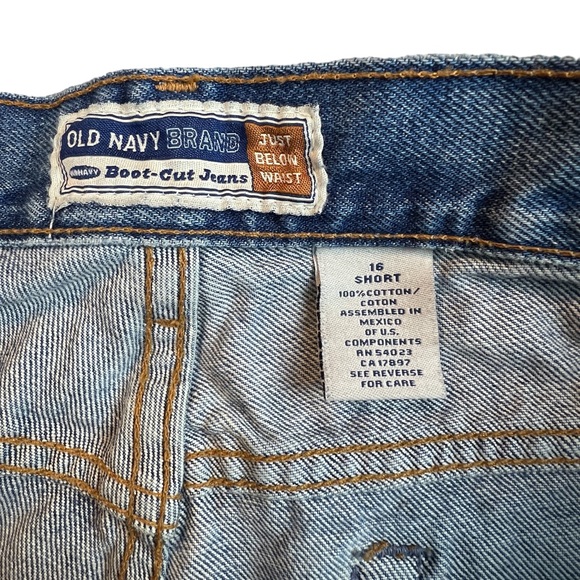 OLD NAVY BRAND
JUST
BELOW
WAIST
OLD NAVY Boot-Cut Jeans
16
SHORT
100% COTTON/
COTON
ASSEMBLED IN
MEXICO
OF U.S.
COMPONENTS
RN 54023
CA 17897
SEE REVERSE
FOR CARE